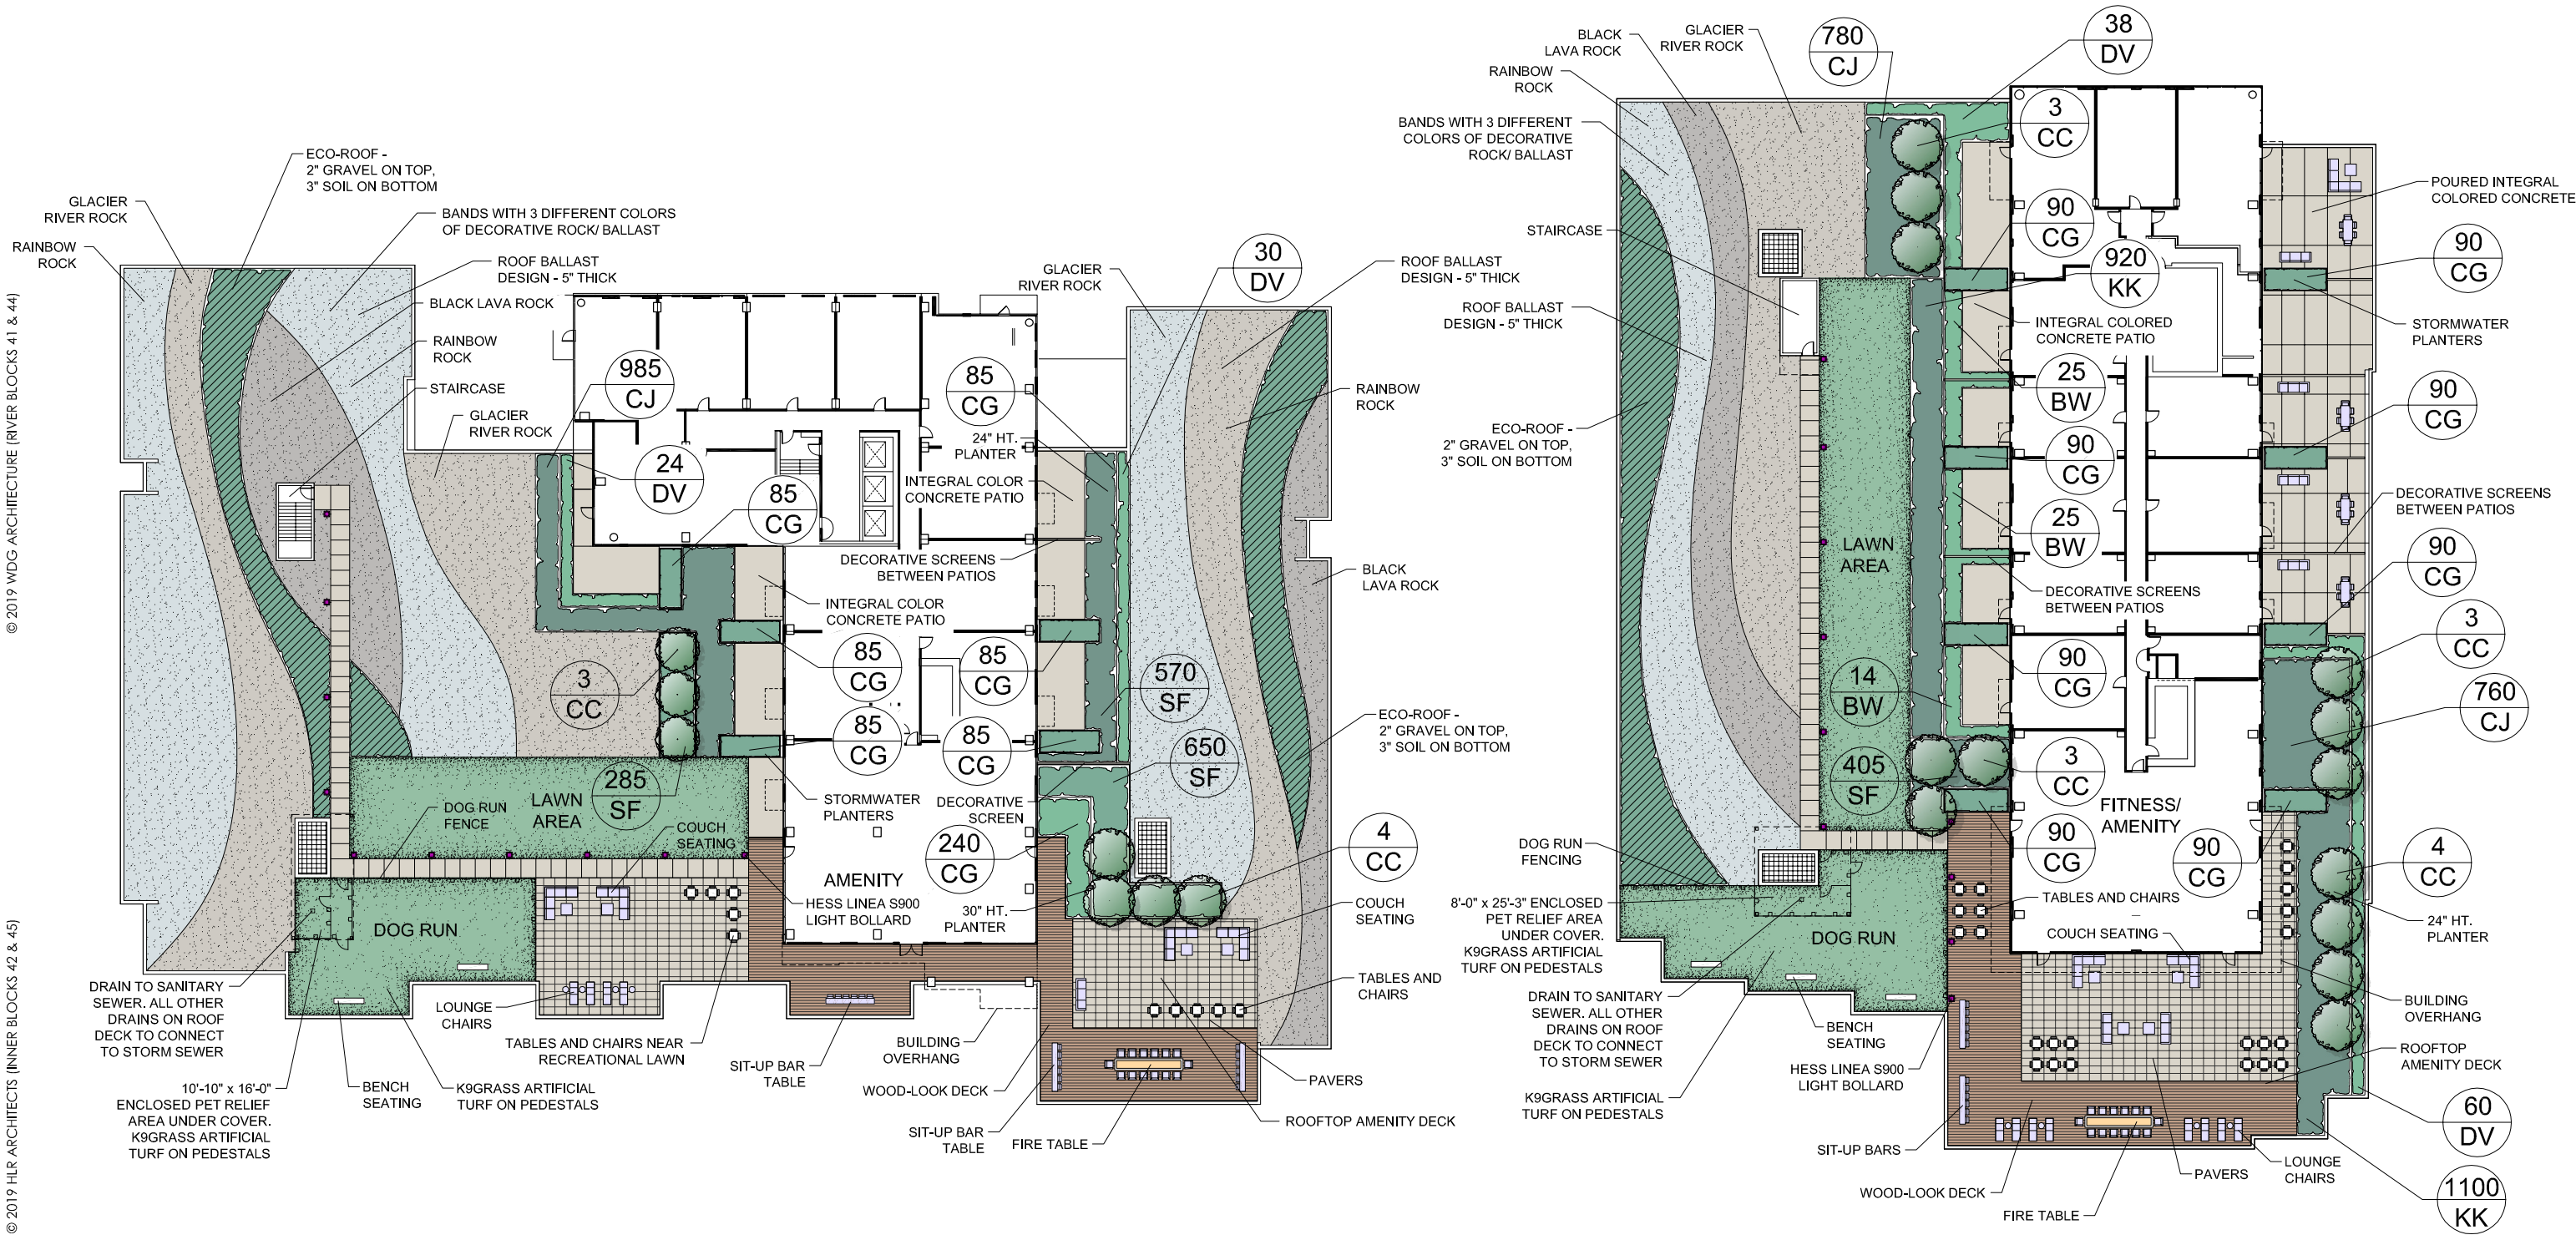 © 2019 WDG ARCHITECTURE (RIVER BLOCKS 41 & 44)
© 2019 HLR ARCHITECTS (INNER BLOCKS 42 & 45)
ECO-ROOF -
2" GRAVEL ON TOP,
3" SOIL ON BOTTOM
GLACIER
RIVER ROCK
RAINBOW
ROCK
BANDS WITH 3 DIFFERENT COLORS
OF DECORATIVE ROCK/ BALLAST
ROOF BALLAST
DESIGN - 5" THICK
BLACK LAVA ROCK
RAINBOW
ROCK
STAIRCASE
GLACIER
RIVER ROCK
985
CJ
24
DV
85
CG
85
CG
24" HT.
PLANTER
INTEGRAL COLOR
CONCRETE PATIO
DECORATIVE SCREENS
BETWEEN PATIOS
INTEGRAL COLOR
CONCRETE PATIO
30
DV
GLACIER
RIVER ROCK
ROOF BALLAST
DESIGN - 5" THICK
RAINBOW
ROCK
BLACK
LAVA ROCK
ECO-ROOF -
2" GRAVEL ON TOP,
3" SOIL ON BOTTOM
3
CC
85
CG
85
CG
85
CG
85
CG
570
SF
650
SF
285
SF
LAWN
AREA
DOG RUN
FENCE
COUCH
SEATING
STORMWATER
PLANTERS
DECORATIVE
SCREEN
240
CG
4
CC
AMENITY
HESS LINEA S900
LIGHT BOLLARD
30" HT.
PLANTER
COUCH
SEATING
DOG RUN
TABLES AND
CHAIRS
DRAIN TO SANITARY
SEWER. ALL OTHER
DRAINS ON ROOF
DECK TO CONNECT
TO STORM SEWER
LOUNGE
CHAIRS
TABLES AND CHAIRS NEAR
RECREATIONAL LAWN
SIT-UP BAR
TABLE
BUILDING
OVERHANG
WOOD-LOOK DECK
PAVERS
10'-10" x 16'-0"
ENCLOSED PET RELIEF
AREA UNDER COVER.
K9GRASS ARTIFICIAL
TURF ON PEDESTALS
BENCH
SEATING
K9GRASS ARTIFICIAL
TURF ON PEDESTALS
SIT-UP BAR
TABLE
FIRE TABLE
ROOFTOP AMENITY DECK
BLACK
LAVA ROCK
GLACIER
RIVER ROCK
780
CJ
38
DV
RAINBOW
ROCK
BANDS WITH 3 DIFFERENT
COLORS OF DECORATIVE
ROCK/ BALLAST
3
CC
POURED INTEGRAL
COLORED CONCRETE
STAIRCASE
90
CG
90
CG
920
KK
ROOF BALLAST
DESIGN - 5" THICK
INTEGRAL COLORED
CONCRETE PATIO
STORMWATER
PLANTERS
25
BW
90
CG
ECO-ROOF -
2" GRAVEL ON TOP,
3" SOIL ON BOTTOM
90
CG
25
BW
DECORATIVE SCREENS
BETWEEN PATIOS
LAWN
AREA
90
CG
DECORATIVE SCREENS
BETWEEN PATIOS
3
CC
90
CG
14
BW
760
CJ
405
SF
3
CC
FITNESS/
AMENITY
DOG RUN
FENCING
90
CG
90
CG
4
CC
8'-0" x 25'-3" ENCLOSED
PET RELIEF AREA
UNDER COVER.
K9GRASS ARTIFICIAL
TURF ON PEDESTALS
TABLES AND CHAIRS
24" HT.
PLANTER
DOG RUN
COUCH SEATING
DRAIN TO SANITARY
SEWER. ALL OTHER
DRAINS ON ROOF
DECK TO CONNECT
TO STORM SEWER
BENCH
SEATING
BUILDING
OVERHANG
HESS LINEA S900
LIGHT BOLLARD
ROOFTOP
AMENITY DECK
K9GRASS ARTIFICIAL
TURF ON PEDESTALS
60
DV
SIT-UP BARS
PAVERS
LOUNGE
CHAIRS
WOOD-LOOK DECK
FIRE TABLE
1100
KK